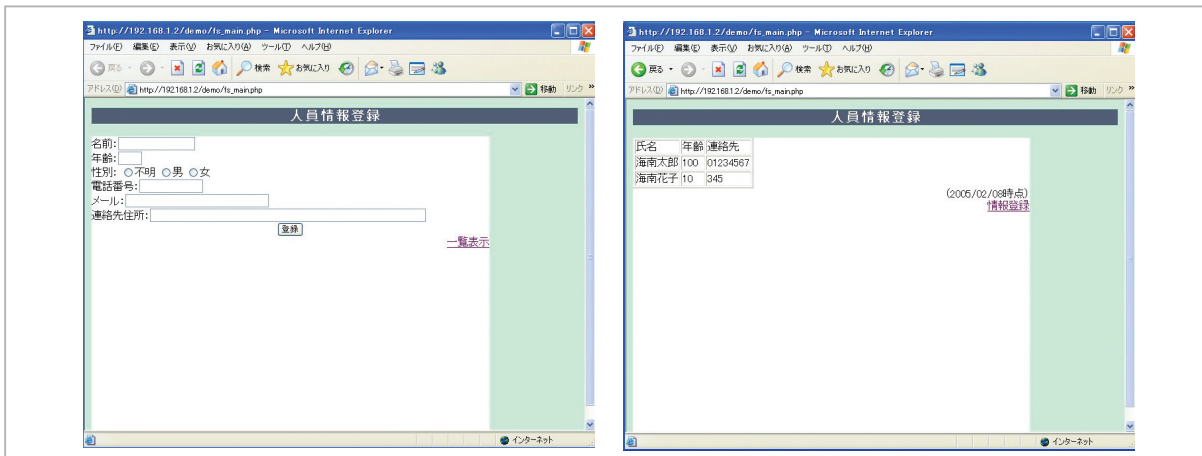 http://192.168.1.2/demo/fs_main.php - Microsoft Internet Explorer
ファイル(F) 編集(E) 表示(V) お気に入り(A) ツール(T) ヘルプ(H)
戻る 検索 お気に入り
アドレス(D) http://192.168.1.2/demo/fs_main.php 移動 リンク »
人員情報登録
名前:
年齢:
性別: 不明 男 女
電話番号:
メール:
連絡先住所:
登録
一覧表示
インターネット
http://192.168.1.2/demo/fs_main.php - Microsoft Internet Explorer
ファイル(F) 編集(E) 表示(V) お気に入り(A) ツール(T) ヘルプ(H)
戻る 検索 お気に入り
アドレス(D) http://192.168.1.2/demo/fs_main.php 移動 リンク »
人員情報登録
氏名 年齢 連絡先
海南太郎 100 01234567
海南花子 10 345
(2005/02/08時点)
情報登録
インターネット